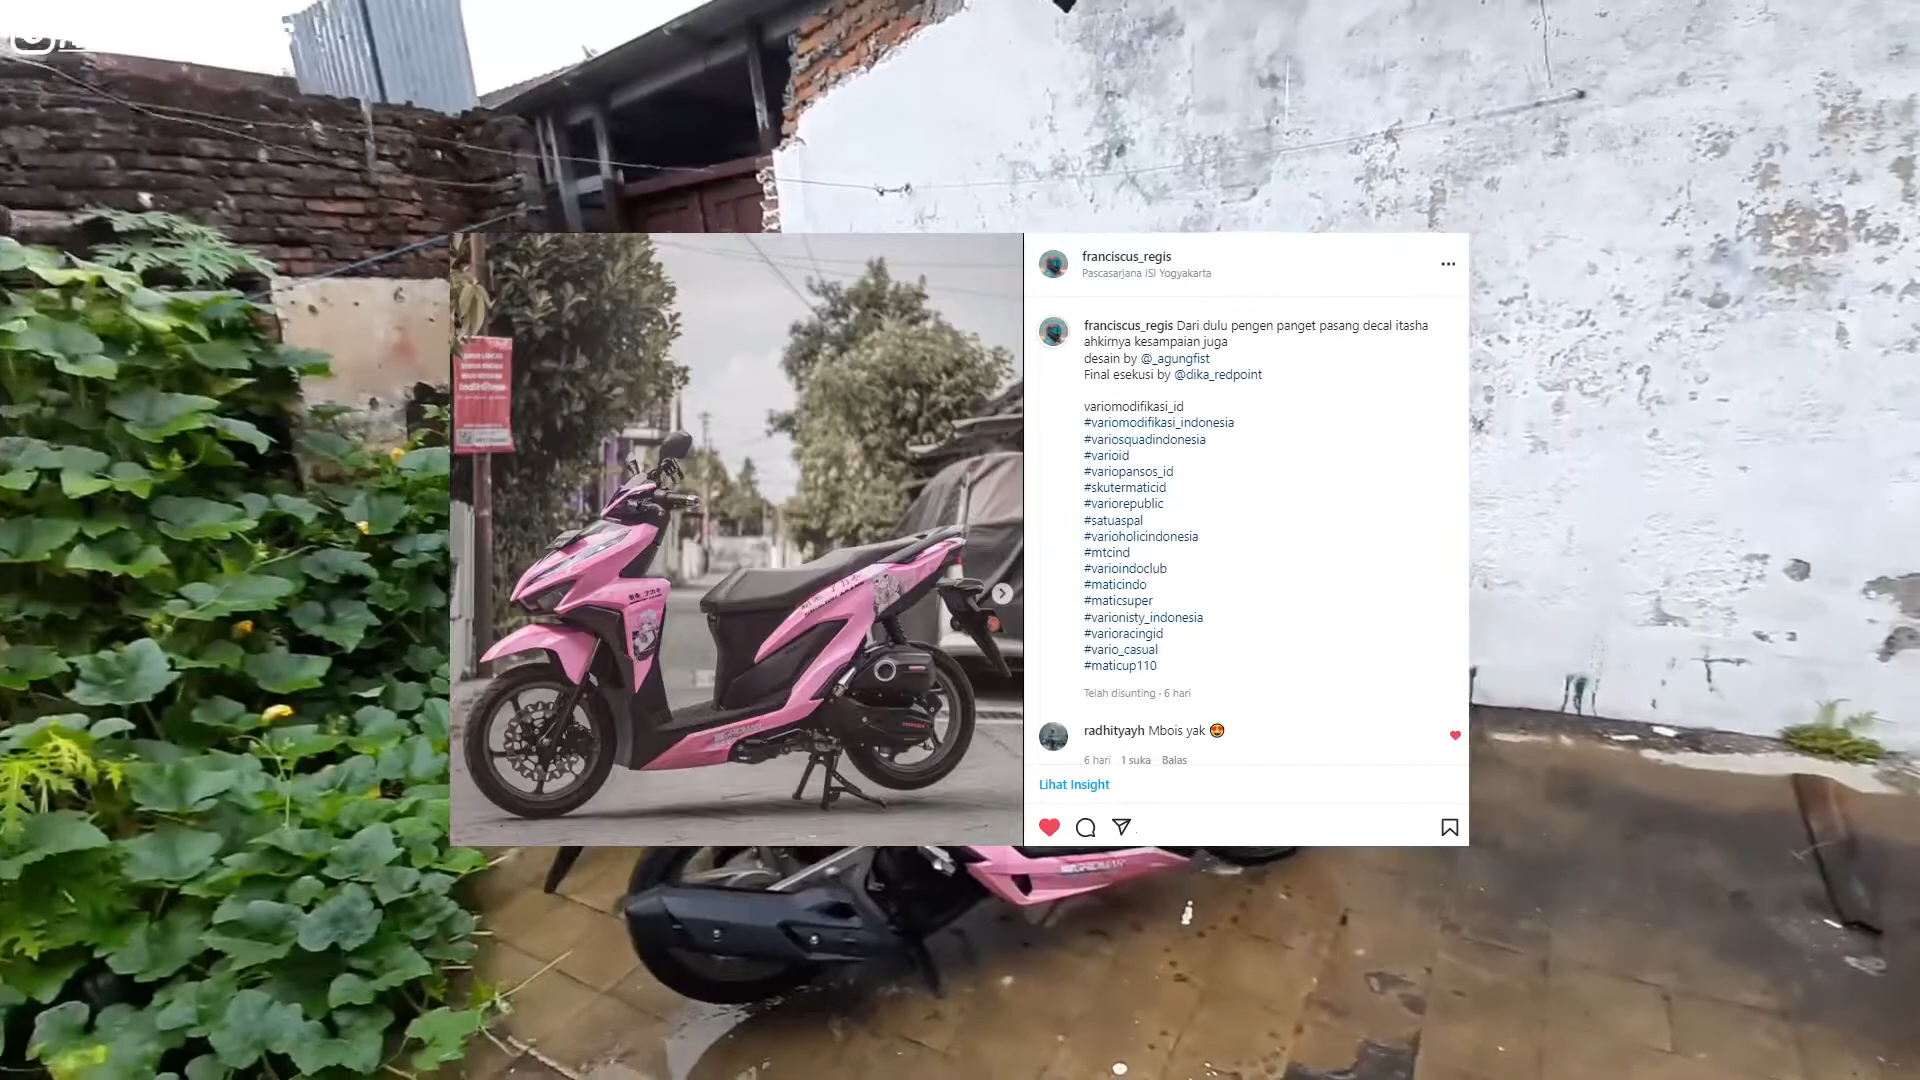 franciscus_regis
Pascasarjana ISI Yogyakarta
franciscus_regis Dari dulu pengen panget pasang decal itasha
ahkirnya kesampaian juga
desain by @_agungfist
Final esekusi by @dika_redpoint
variomodifikasi_id
#variomodifikasi_indonesia
#variosquadindonesia
#varioid
#variopansos_id
#skutermaticid
#variorepublic
#satuaspal
#varioholicindonesia
#mtcind
#varioindoclub
#maticindo
#maticsuper
#varionisty_indonesia
#varioracingid
#vario_casual
#maticup110
Telah disunting · 6 hari
radhityayh Mbois yak 😍
6 hari 1 suka Balas
Lihat Insight
IndiHome